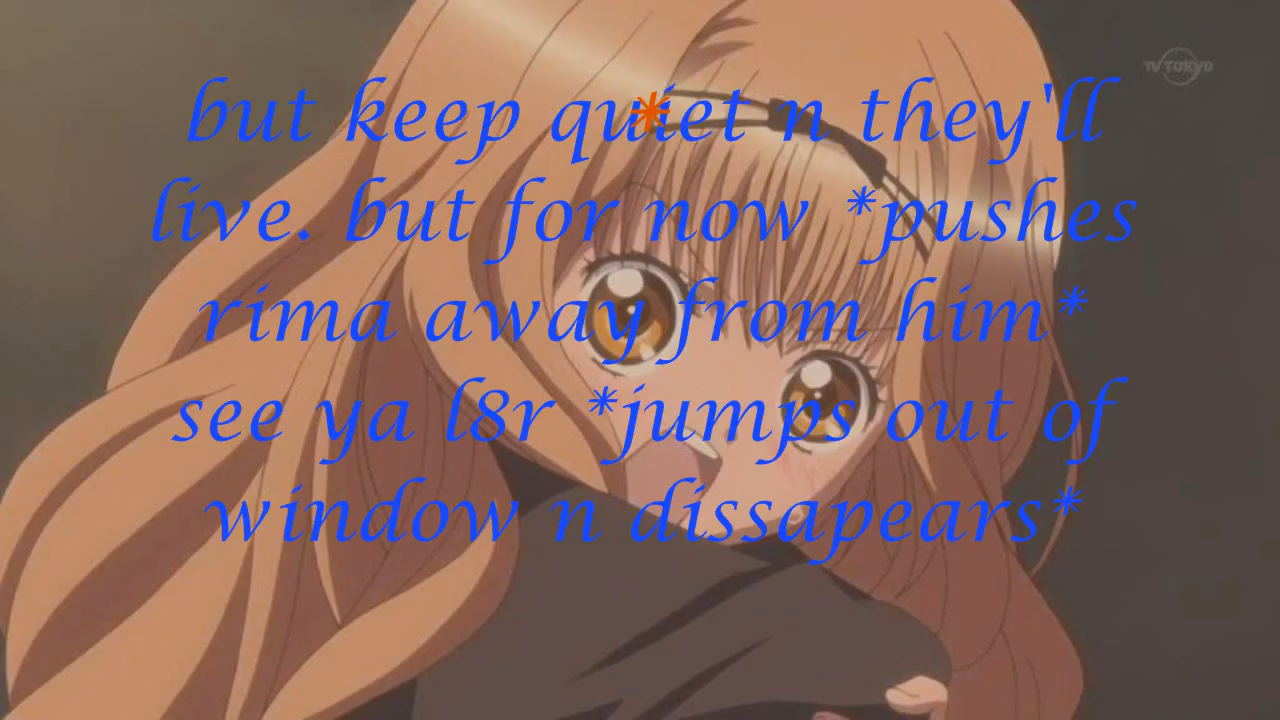 TV TOKYO
but keep quiet n they'll
*
live. but for now *pushes
rima away from him*
see ya l8r *jumps out of
window n dissapears*